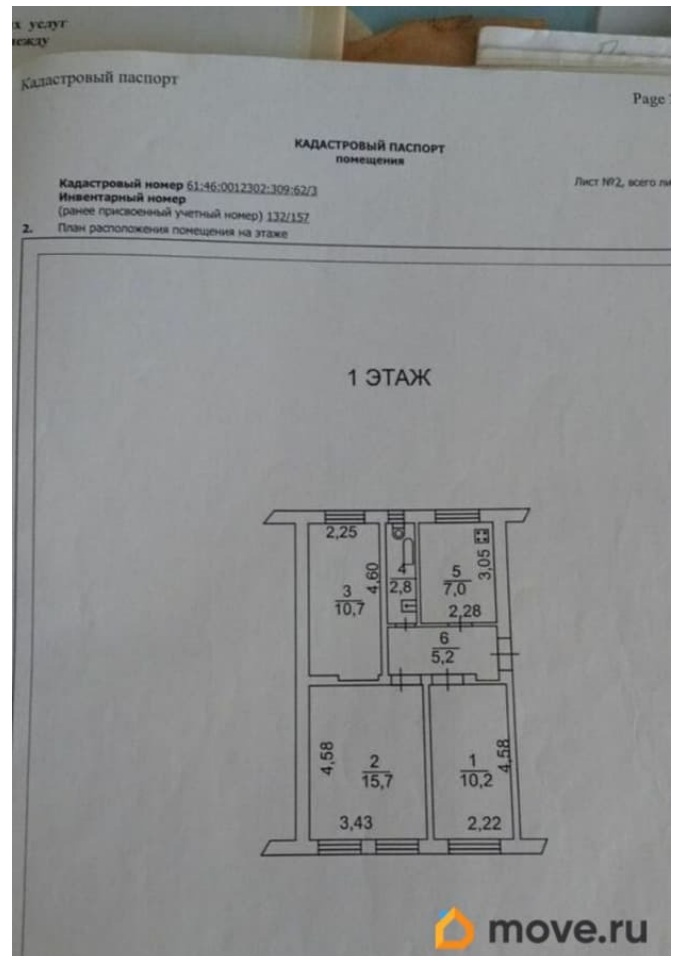 х услуг
между
Кадастровый паспорт
Page
КАДАСТРОВЫЙ ПАСПОРТ
помещения
Кадастровый номер 61:46:0012302:309:62/3
Лист №2, всего ли
Инвентарный номер
(ранее присвоенный учетный номер) 132/157
2. План расположения помещения на этаже
1 ЭТАЖ
2,25
4,60
3
10,7
4
2,8
5
7,0
3,05
2,28
6
5,2
4,58
2
15,7
3,43
1
10,2
4,58
2,22
move.ru